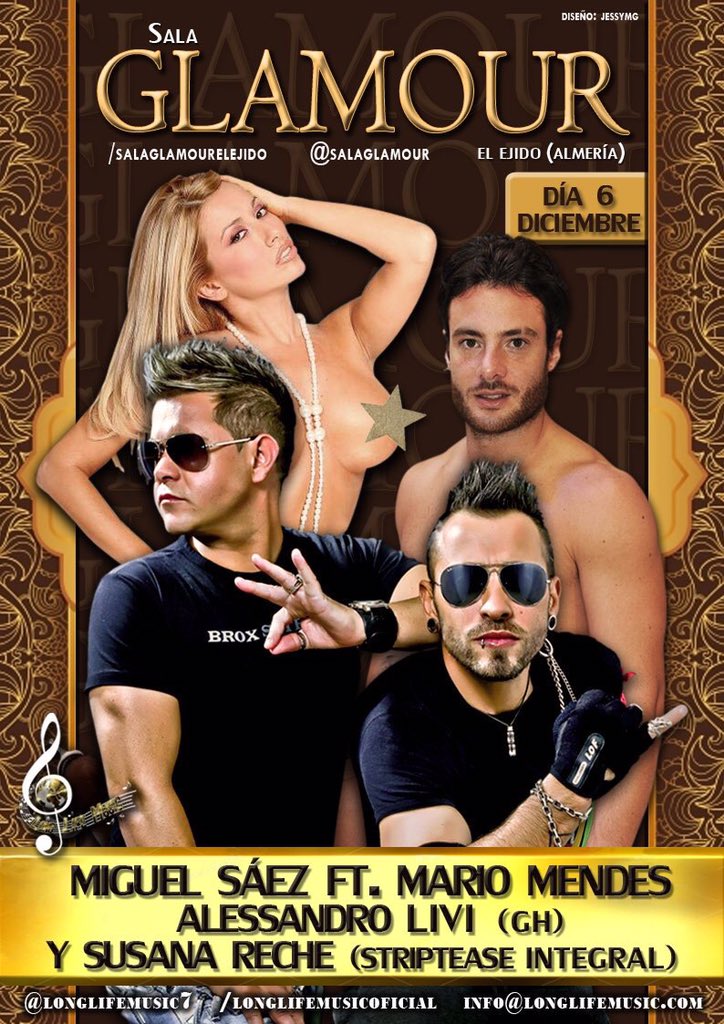 DISEÑO: JESSYMG
SALA
GLAMOUR
/SALAGLAMOURELEJIDO @SALAGLAMOUR EL EJIDO (ALMERÍA)
DÍA 6
DICIEMBRE
BROX
LOF
MIGUEL SÁEZ FT. MARIO MENDES
ALESSANDRO LIVI (GH)
Y SUSANA RECHE (STRIPTEASE INTEGRAL)
@LONGLIFEMUSIC7 /LONGLIFEMUSICOFICIAL INFO@LONGLIFEMUSIC.COM